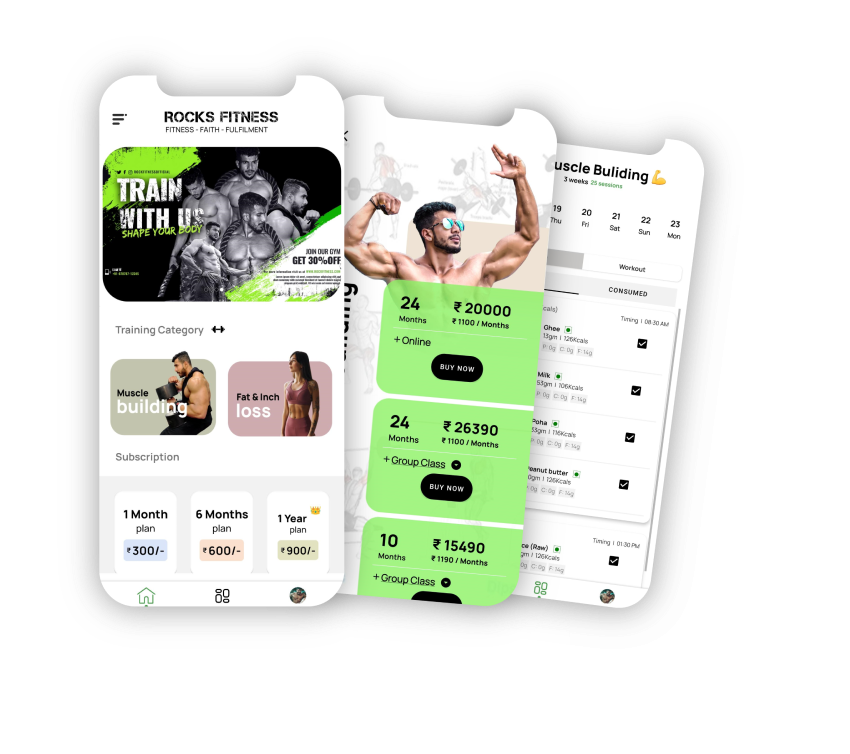 ROCKS FITNESS
FITNESS - FAITH - FULFILMENT
ROCKFITNESSOFFICIAL
TRAIN
WITH US
SHAPE YOUR BODY
JOIN OUR GYM
GET 30%OFF
Training Category
Muscle
building
Fat & Inch
loss
Subscription
1 Month
plan
₹300/-
6 Months
plan
₹600/-
1 Year
plan
₹900/-
uilding
24
Months
₹ 20000
₹ 1100 / Months
+Online
BUY NOW
24
Months
₹ 26390
₹ 1100 / Months
+Group Class
BUY NOW
10
Months
₹ 15490
₹ 1190 / Months
+Group Class
uscle Buliding 💪
3 weeks 25 sessions
19 20 21 22 23
Thu Fri Sat Sun Mon
Workout
CONSUMED
cals)
Timing | 08:30 AM
Ghee
13gm | 126Kcals
P: 0g C: 0g F: 14g
Milk
53gm | 106Kcals
P: 0g C: 0g F: 14g
Poha
33gm | 116Kcals
P: 0g C: 0g F: 14g
eanut butter
0gm | 126Kcals
0g C: 0g F: 14g
Timing | 01:30 PM
ce (Raw)
gm | 126Kcals
0g C: 0g F: 14g